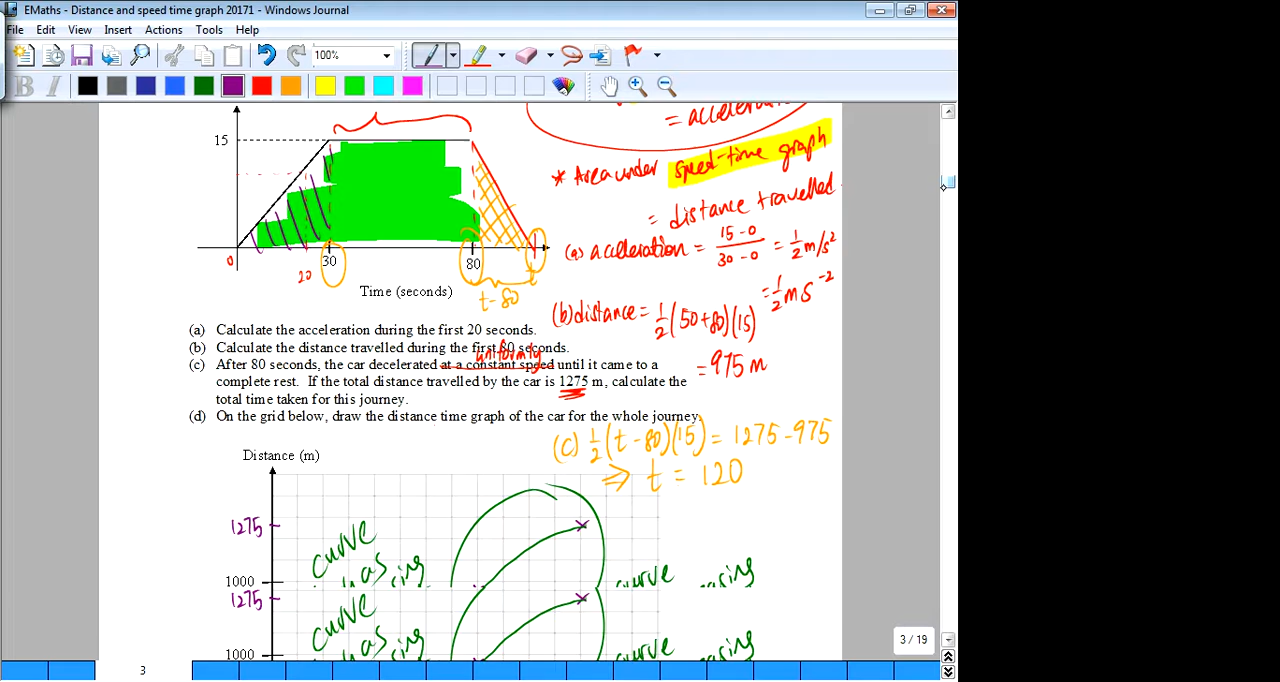 EMaths - Distance and speed time graph 20171 - Windows Journal
File Edit View Insert Actions Tools Help
100%
B I
= accelerat
15
* Area under speed-time graph
= distance travelled
0 20 30 80 t
t-80
Time (seconds)
(a) acceleration = 15-0 / 30-0 = 1/2 m/s²
= 1/2 ms⁻²
(b) distance = 1/2 (50+80)(15)
= 975 m
(a) Calculate the acceleration during the first 20 seconds.
(b) Calculate the distance travelled during the first 80 seconds.
uniformly
(c) After 80 seconds, the car decelerated at a constant speed until it came to a
complete rest. If the total distance travelled by the car is 1275 m, calculate the
total time taken for this journey.
(d) On the grid below, draw the distance time graph of the car for the whole journey.
(c) 1/2 (t-80)(15) = 1275-975
⇒ t = 120
Distance (m)
1275
curve
1000
curve
1275
curve
1000
curve
3 / 19
3